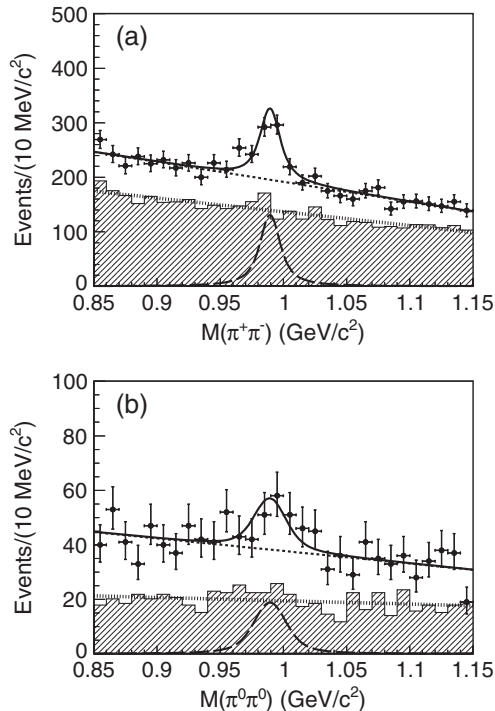 (a)
500
400
300
200
100
0
Events/(10 MeV/c²)
0.85 0.9 0.95 1 1.05 1.1 1.15
M(π⁺π⁻) (GeV/c²)
(b)
100
80
60
40
20
0
Events/(10 MeV/c²)
0.85 0.9 0.95 1 1.05 1.1 1.15
M(π⁰π⁰) (GeV/c²)